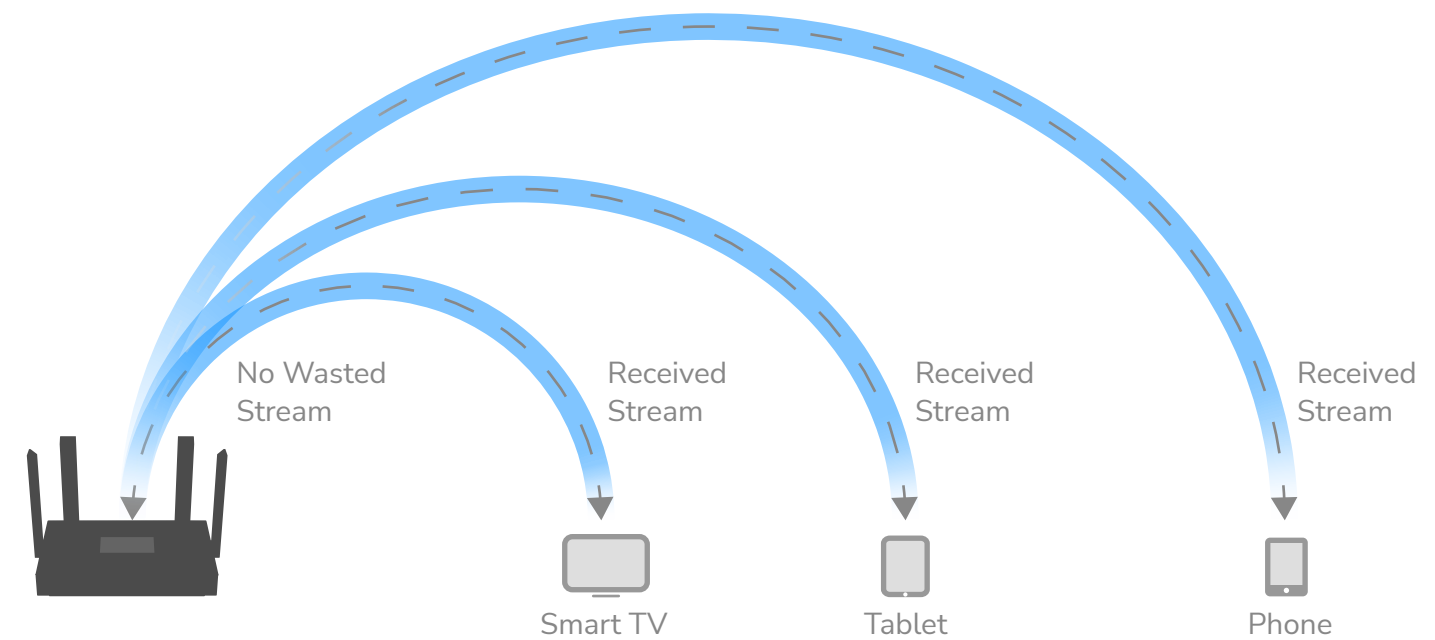 No Wasted
Stream
Received
Stream
Received
Stream
Received
Stream
Smart TV
Tablet
Phone